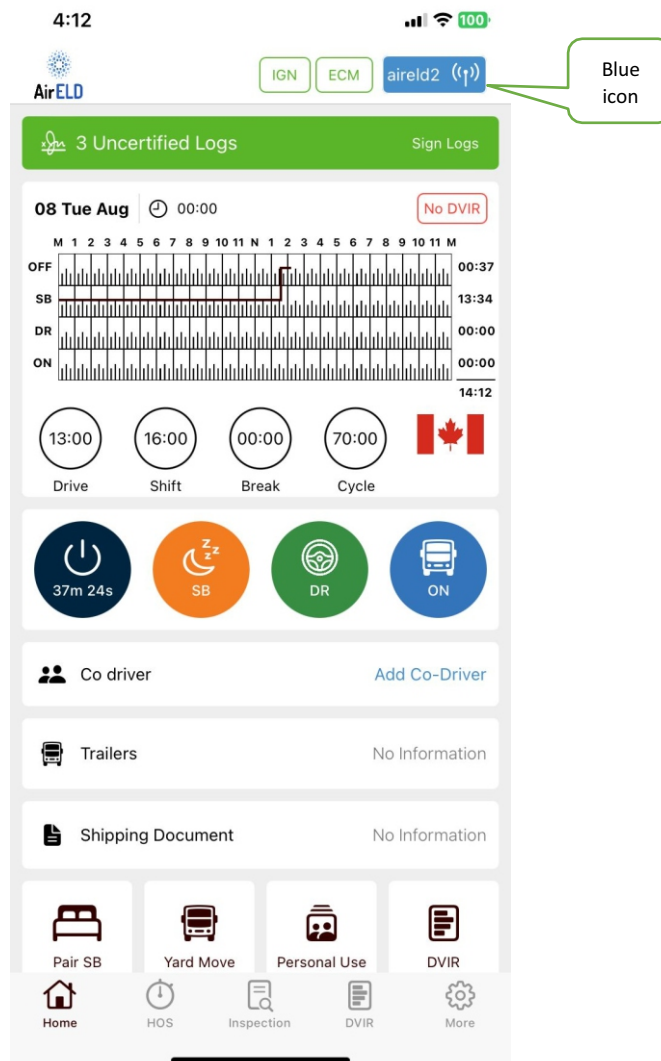 4:12
100
AirELD
IGN
ECM
aireld2
Blue
icon
3 Uncertified Logs
Sign Logs
08 Tue Aug
00:00
No DVIR
M 1 2 3 4 5 6 7 8 9 10 11 N 1 2 3 4 5 6 7 8 9 10 11 M
OFF 00:37
SB 13:34
DR 00:00
ON 00:00
14:12
13:00 16:00 00:00 70:00
Drive Shift Break Cycle
z z z
37m 24s SB DR ON
Co driver Add Co-Driver
Trailers No Information
Shipping Document No Information
Pair SB Yard Move Personal Use DVIR
Home HOS Inspection DVIR More